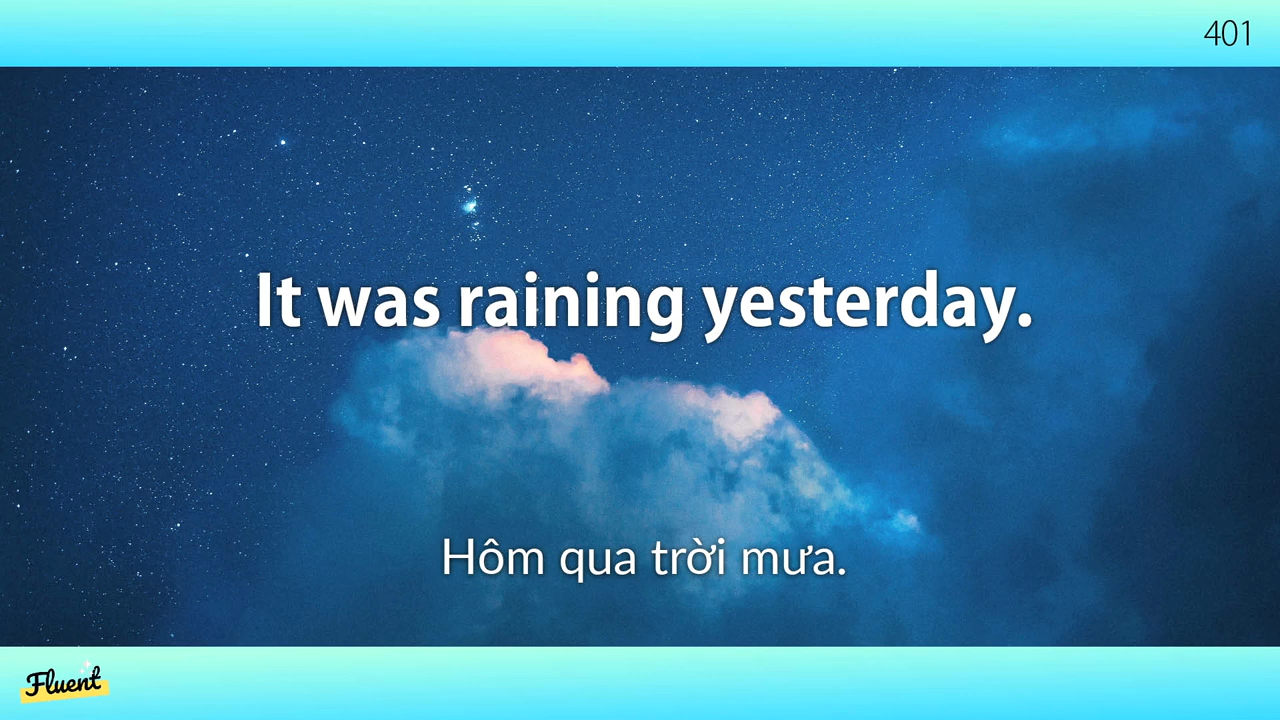 401
It was raining yesterday.
Hôm qua trời mưa.
Fluent